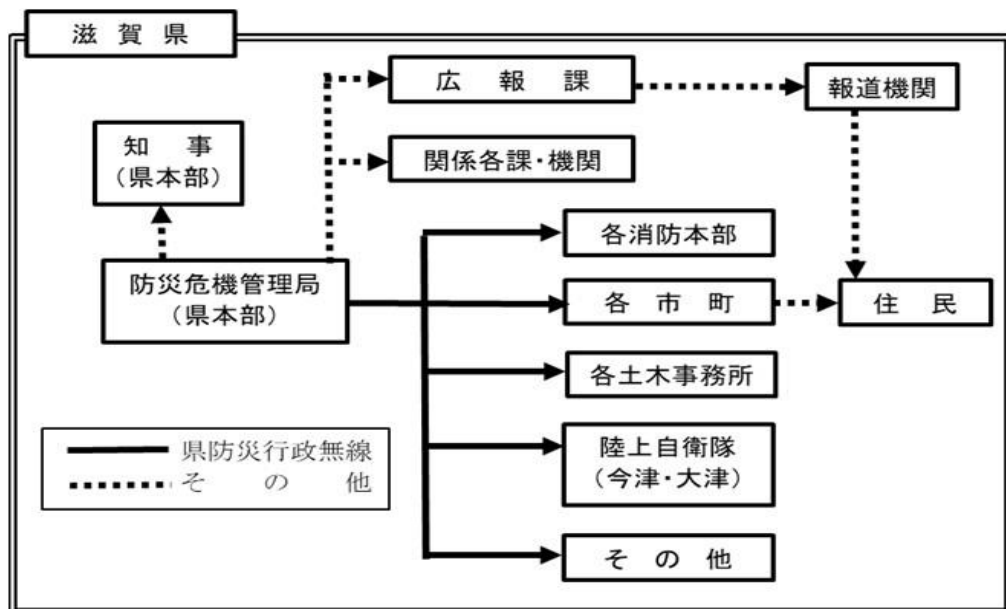 滋賀県
広報課
報道機関
知事
（県本部）
関係各課・機関
各消防本部
防災危機管理局
（県本部）
各市町
住民
各土木事務所
県防災行政無線
その他
陸上自衛隊
（今津・大津）
その他